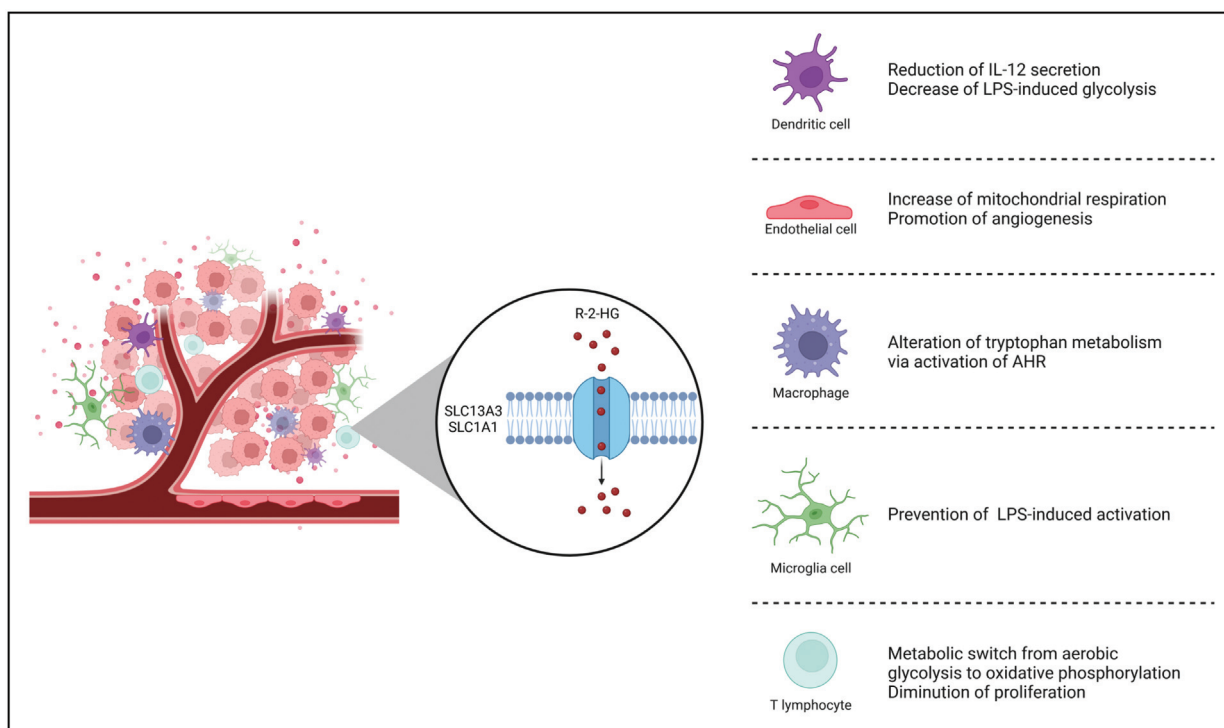 R-2-HG
SLC13A3
SLC1A1
Dendritic cell
Reduction of IL-12 secretion
Decrease of LPS-induced glycolysis
Endothelial cell
Increase of mitochondrial respiration
Promotion of angiogenesis
Macrophage
Alteration of tryptophan metabolism
via activation of AHR
Microglia cell
Prevention of LPS-induced activation
T lymphocyte
Metabolic switch from aerobic
glycolysis to oxidative phosphorylation
Diminution of proliferation